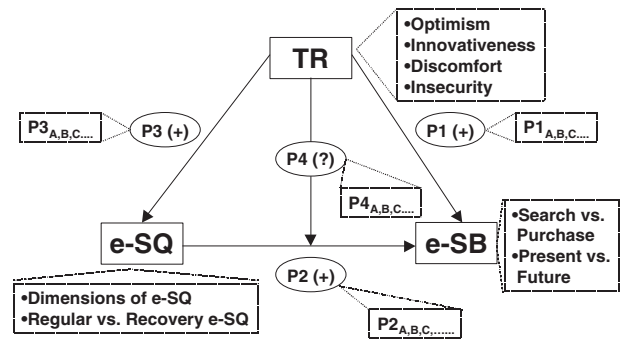 TR
•Optimism
•Innovativeness
•Discomfort
•Insecurity
P3A,B,C....
P3 (+)
P1 (+)
P1A,B,C....
P4 (?)
P4A,B,C....
e-SQ
e-SB
•Search vs.
Purchase
•Present vs.
Future
P2 (+)
•Dimensions of e-SQ
•Regular vs. Recovery e-SQ
P2A,B,C,......